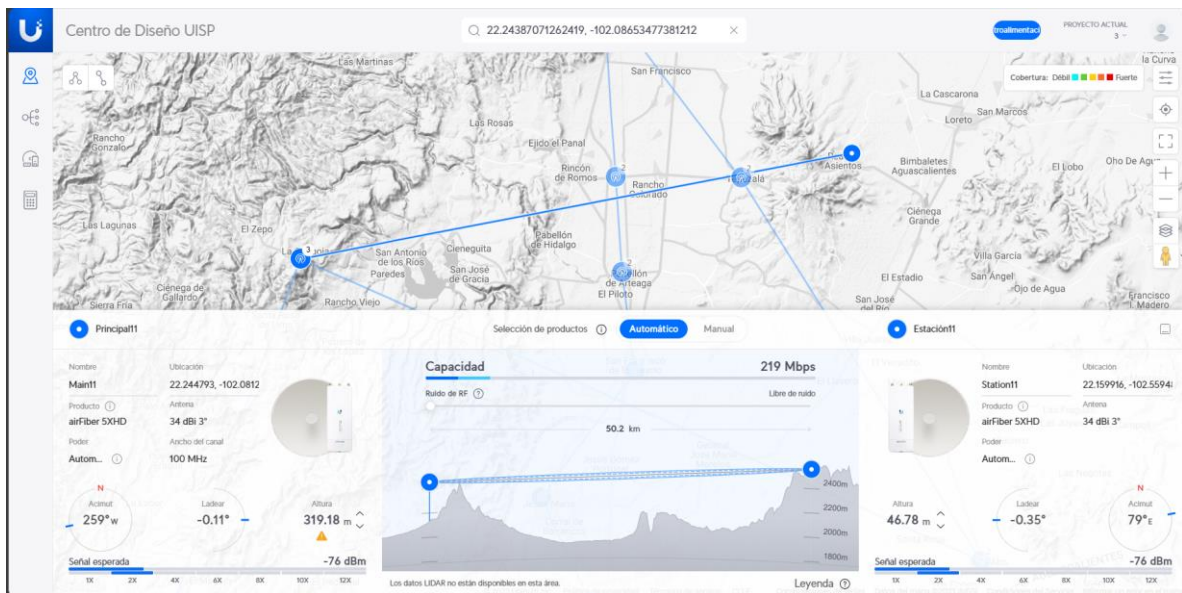 Centro de Diseño UISP
22.24387071262419, -102.08653477381212
troalimentaci
PROYECTO ACTUAL
3
Las Martinas
San Francisco
la Curva
Cobertura: Débil Fuerte
La Cascarona
San Marcos
Loreto
Las Rosas
Rancho Gonzalo
Ejido el Panal
Rincón de Romos
2
2
Asientos
Bimbaletes Aguascalientes
El Lobo
Rancho Colorado
Las Lagunas
El Zepo
3
Ciénega Grande
Pabellón de Hidalgo
San Antonio de los Ríos
Cieneguita
Paredes
San José de Gracia
2
de Arteaga
El Piloto
Villa García
El Estadio
San Ángel
Ojo de Agua
Ciénega de Gallardo
Sierra Fría
Rancho Viejo
San José del Río
Francisco I. Madero
Principal11
Selección de productos
Automático
Manual
Estación11
Nombre
Ubicación
Main11
22.244793, -102.0812
Producto
Antena
airFiber 5XHD
34 dBi 3°
Poder
Ancho del canal
Autom...
100 MHz
N
Acimut
259° W
Ladear
-0.11°
Altura
319.18 m
Señal esperada
-76 dBm
1X 2X 4X 6X 8X 10X 12X
Capacidad
219 Mbps
Ruido de RF
Libre de ruido
50.2 km
2400m
2200m
2000m
1800m
Los datos LIDAR no están disponibles en esta área.
Leyenda
Nombre
Ubicación
Station11
22.159916, -102.5594
Producto
Antena
airFiber 5XHD
34 dBi 3°
Poder
Autom...
Altura
46.78 m
Ladear
-0.35°
N
Acimut
79° E
Señal esperada
-76 dBm
1X 2X 4X 6X 8X 10X 12X